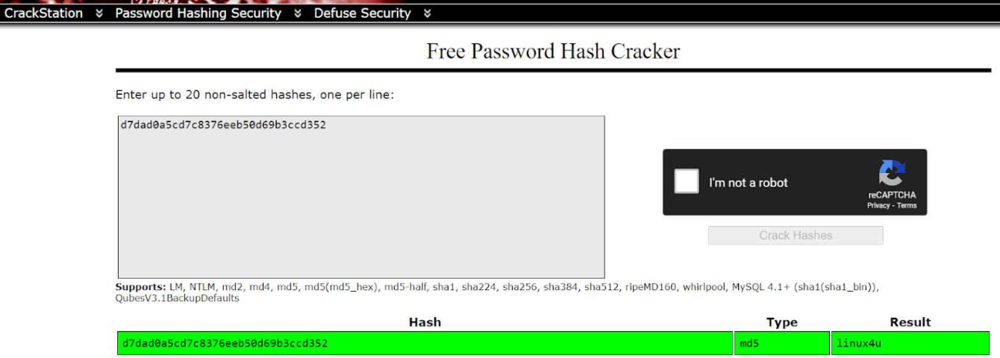 CrackStation Password Hashing Security Defuse Security
Free Password Hash Cracker
Enter up to 20 non-salted hashes, one per line:
d7dad0a5cd7c8376eeb50d69b3ccd352
I'm not a robot
reCAPTCHA
Privacy - Terms
Crack Hashes
Supports: LM, NTLM, md2, md4, md5, md5(md5_hex), md5-half, sha1, sha224, sha256, sha384, sha512, ripeMD160, whirlpool, MySQL 4.1+ (sha1(sha1_bin)),
QubesV3.1BackupDefaults
Hash Type Result
d7dad0a5cd7c8376eeb50d69b3ccd352 md5 linux4u